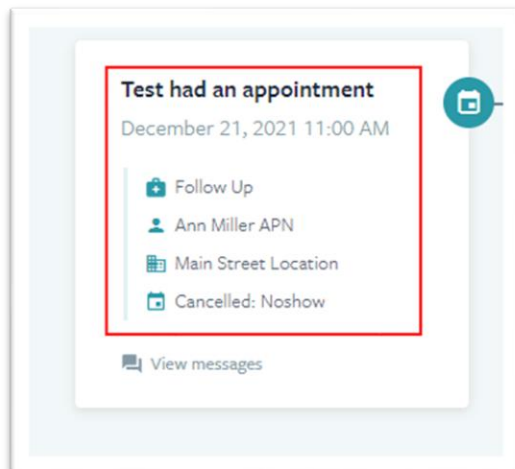 Test had an appointment
December 21, 2021 11:00 AM
Follow Up
Ann Miller APN
Main Street Location
Cancelled: Noshow
View messages